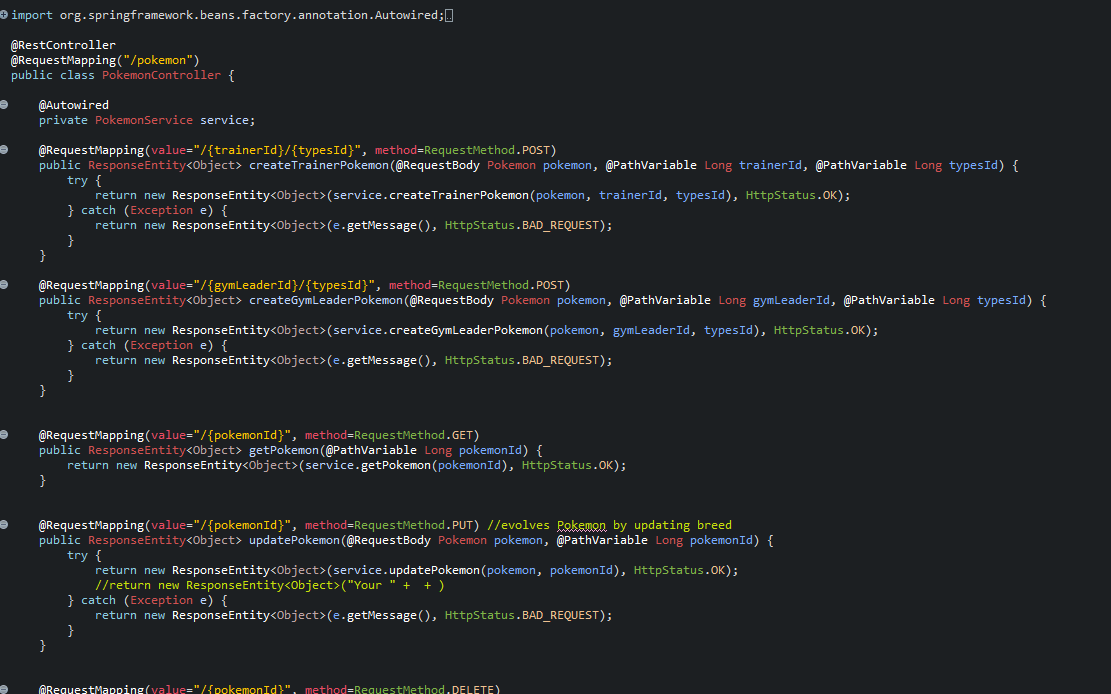 import org.springframework.beans.factory.annotation.Autowired;
@RestController
@RequestMapping("/pokemon")
public class PokemonController {
@Autowired
private PokemonService service;
@RequestMapping(value="/{trainerId}/{typesId}", method=RequestMethod.POST)
public ResponseEntity<Object> createTrainerPokemon(@RequestBody Pokemon pokemon, @PathVariable Long trainerId, @PathVariable Long typesId) {
try {
return new ResponseEntity<Object>(service.createTrainerPokemon(pokemon, trainerId, typesId), HttpStatus.OK);
} catch (Exception e) {
return new ResponseEntity<Object>(e.getMessage(), HttpStatus.BAD_REQUEST);
}
}
@RequestMapping(value="/{gymLeaderId}/{typesId}", method=RequestMethod.POST)
public ResponseEntity<Object> createGymLeaderPokemon(@RequestBody Pokemon pokemon, @PathVariable Long gymLeaderId, @PathVariable Long typesId) {
try {
return new ResponseEntity<Object>(service.createGymLeaderPokemon(pokemon, gymLeaderId, typesId), HttpStatus.OK);
} catch (Exception e) {
return new ResponseEntity<Object>(e.getMessage(), HttpStatus.BAD_REQUEST);
}
}
@RequestMapping(value="/{pokemonId}", method=RequestMethod.GET)
public ResponseEntity<Object> getPokemon(@PathVariable Long pokemonId) {
return new ResponseEntity<Object>(service.getPokemon(pokemonId), HttpStatus.OK);
}
@RequestMapping(value="/{pokemonId}", method=RequestMethod.PUT) //evolves Pokemon by updating breed
public ResponseEntity<Object> updatePokemon(@RequestBody Pokemon pokemon, @PathVariable Long pokemonId) {
try {
return new ResponseEntity<Object>(service.updatePokemon(pokemon, pokemonId), HttpStatus.OK);
//return new ResponseEntity<Object>("Your " +  + )
} catch (Exception e) {
return new ResponseEntity<Object>(e.getMessage(), HttpStatus.BAD_REQUEST);
}
}
@RequestMapping(value="/{pokemonId}", method=RequestMethod.DELETE)